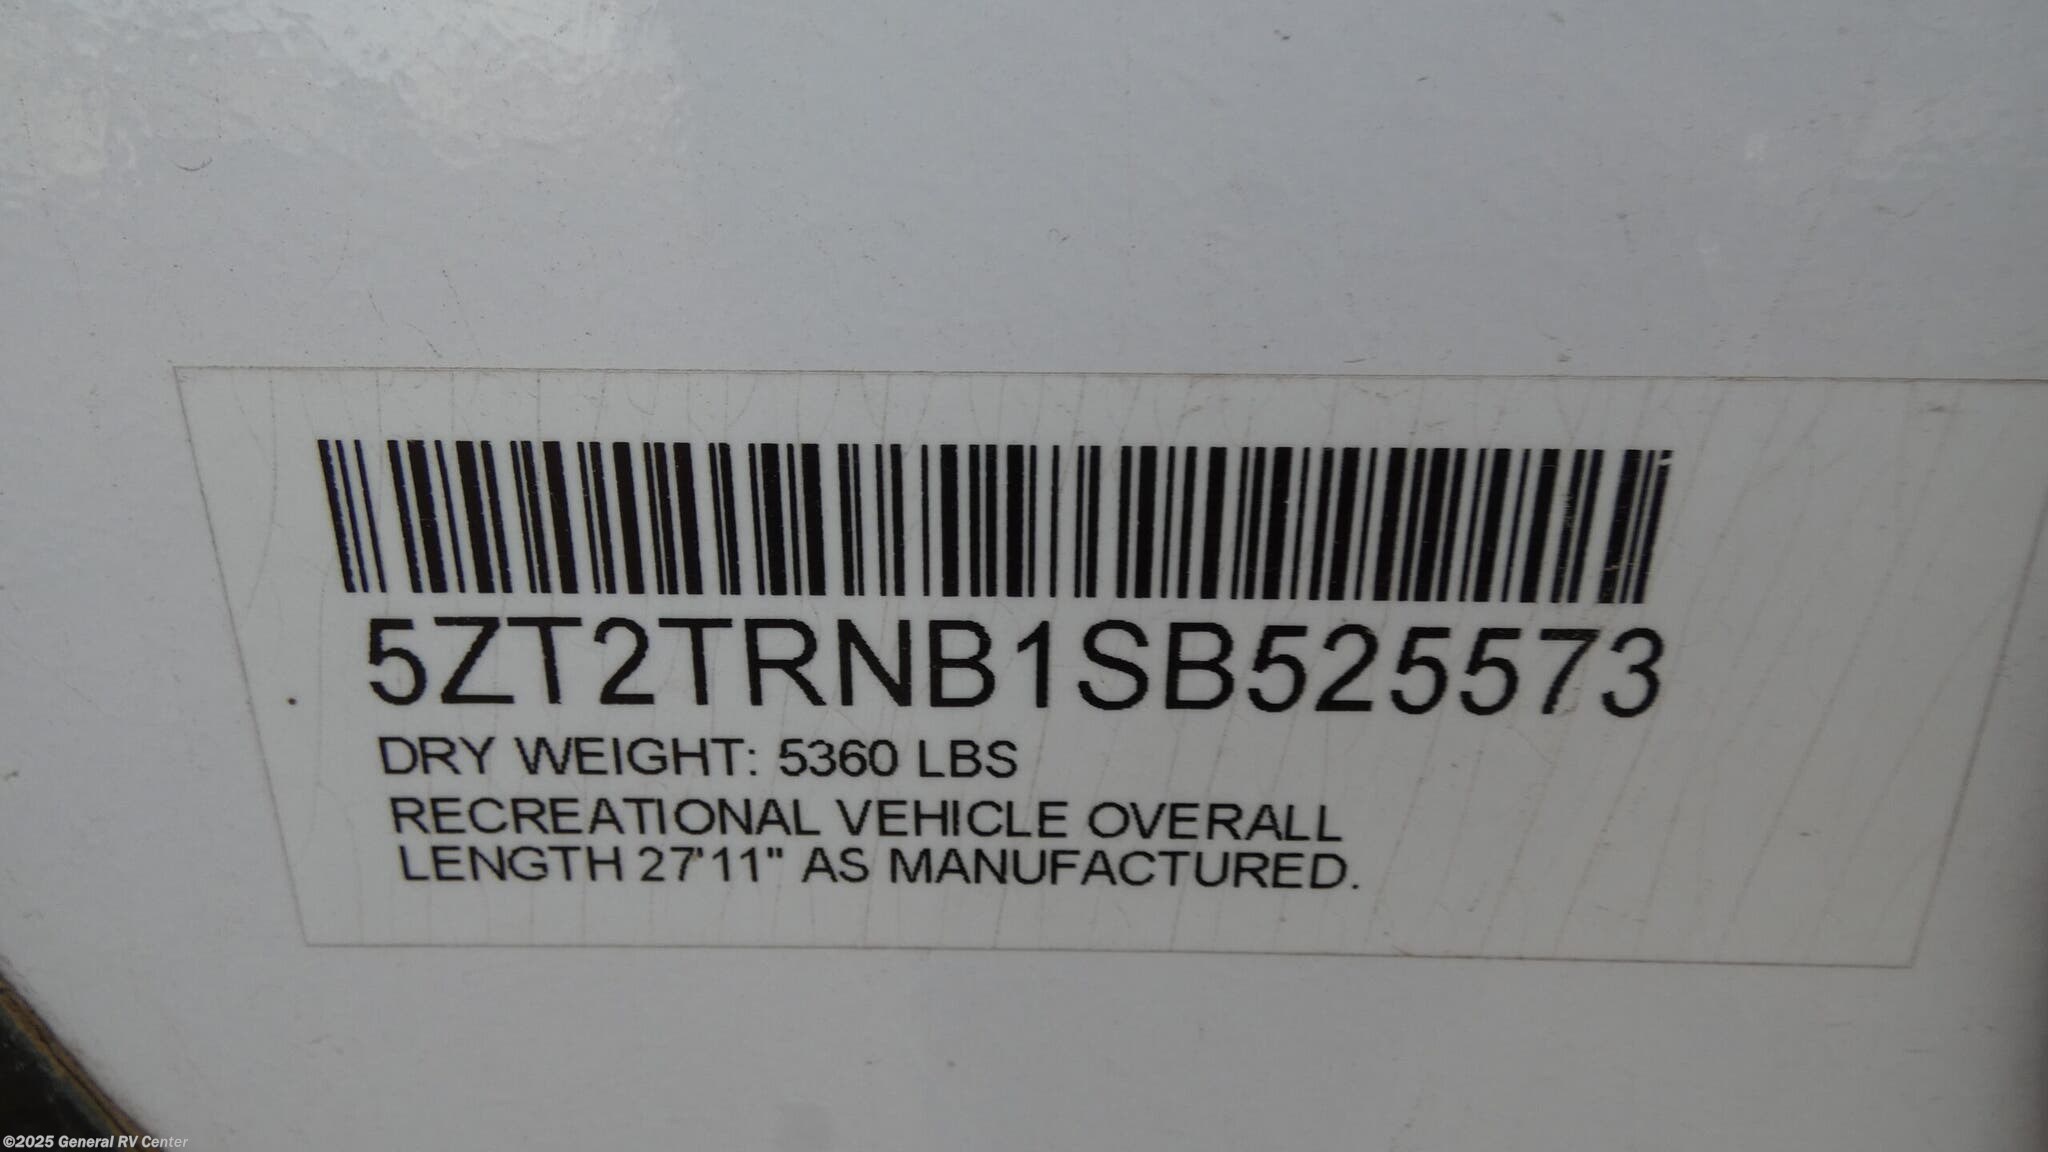 5ZT2TRNB1SB525573
DRY WEIGHT: 5360 LBS
RECREATIONAL VEHICLE OVERALL
LENGTH 27'11" AS MANUFACTURED.
©2025 General RV Center